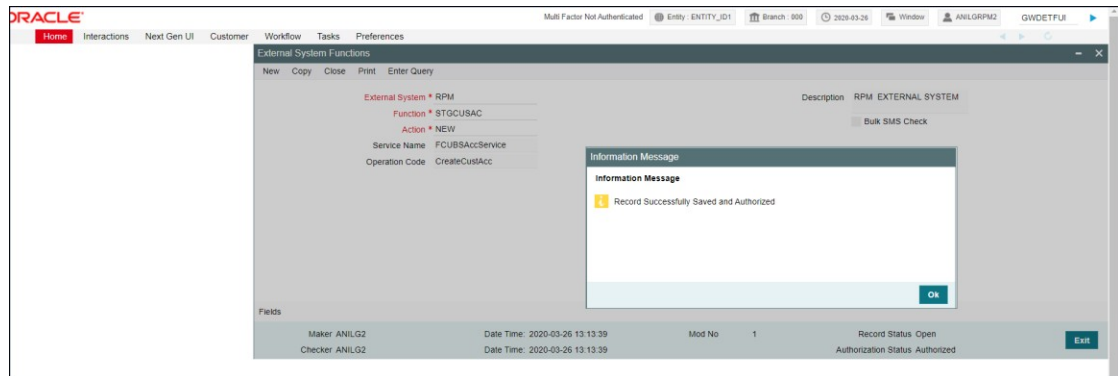 ORACLE
Multi Factor Not Authenticated Entity : ENTITY_ID1 Branch : 000 2020-03-26 Window ANILGRPM2 GWDETFUI
Home Interactions Next Gen UI Customer Workflow Tasks Preferences
External System Functions
New Copy Close Print Enter Query
External System * RPM Description RPM EXTERNAL SYSTEM
Function * STGCUSAC Bulk SMS Check
Action * NEW
Service Name FCUBSAccService
Operation Code CreateCustAcc
Information Message
Information Message
Record Successfully Saved and Authorized
Ok
Fields
Maker ANILG2 Date Time: 2020-03-26 13:13:39 Mod No 1 Record Status Open
Checker ANILG2 Date Time: 2020-03-26 13:13:39 Authorization Status Authorized
Exit